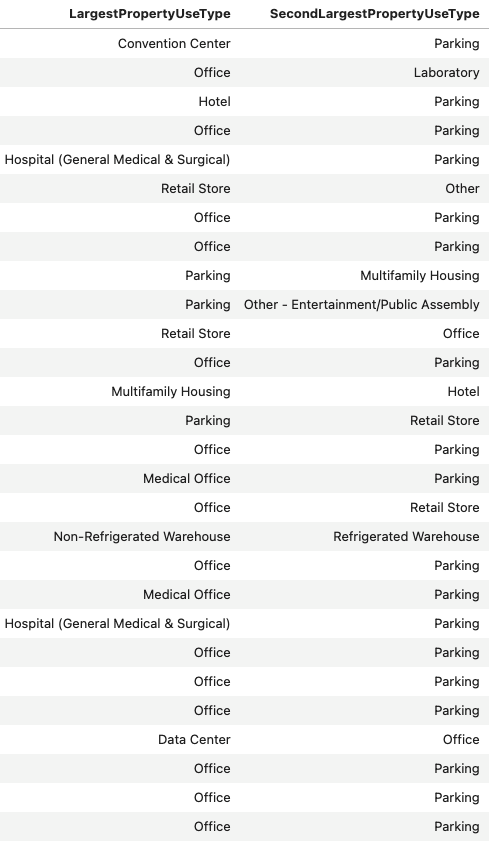 LargestPropertyUseType SecondLargestPropertyUseType
Convention Center Parking
Office Laboratory
Hotel Parking
Office Parking
Hospital (General Medical & Surgical) Parking
Retail Store Other
Office Parking
Office Parking
Parking Multifamily Housing
Parking Other - Entertainment/Public Assembly
Retail Store Office
Office Parking
Multifamily Housing Hotel
Parking Retail Store
Office Parking
Medical Office Parking
Office Retail Store
Non-Refrigerated Warehouse Refrigerated Warehouse
Office Parking
Medical Office Parking
Hospital (General Medical & Surgical) Parking
Office Parking
Office Parking
Office Parking
Data Center Office
Office Parking
Office Parking
Office Parking